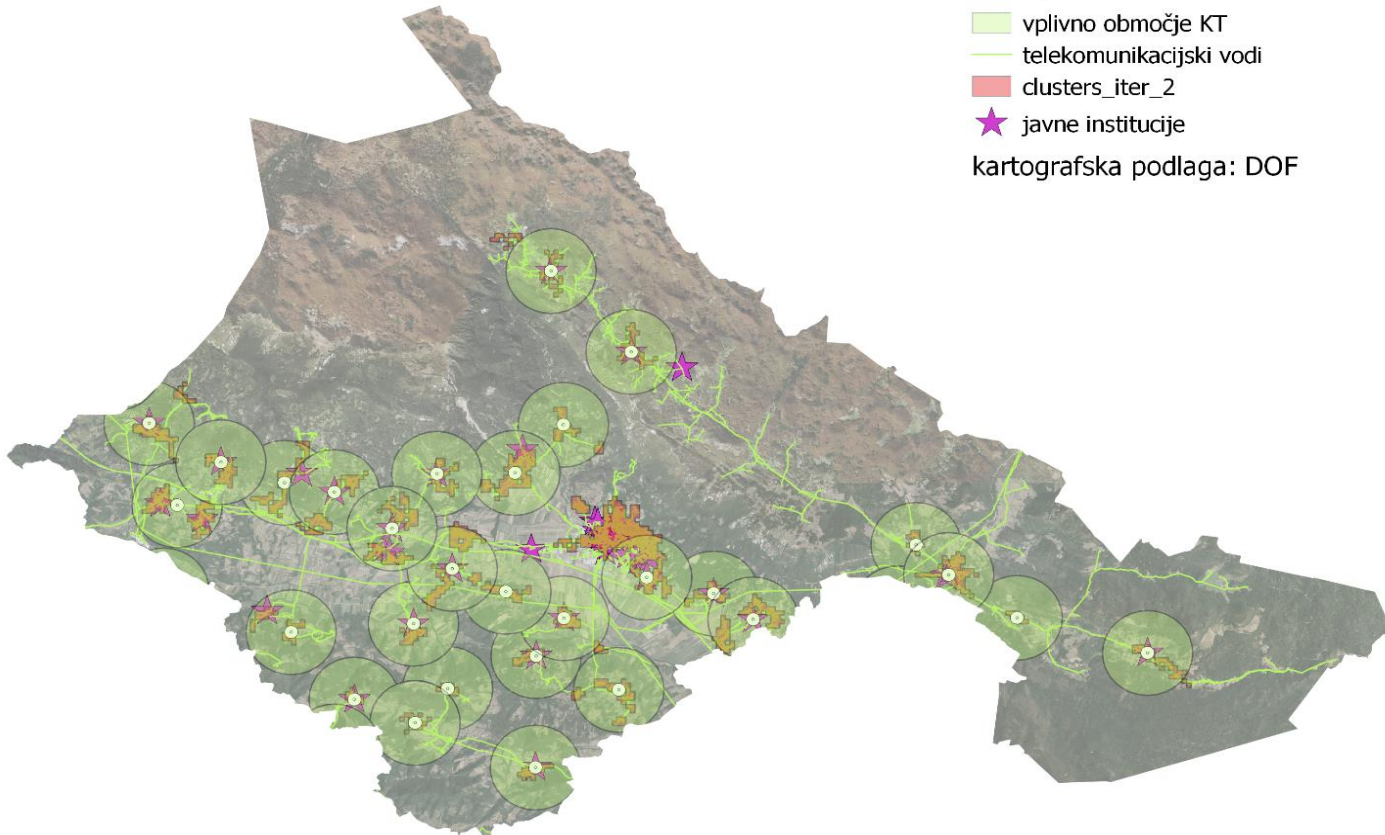 vplivno območje KT
telekomunikacijski vodi
clusters_iter_2
javne institucije
kartografska podlaga: DOF